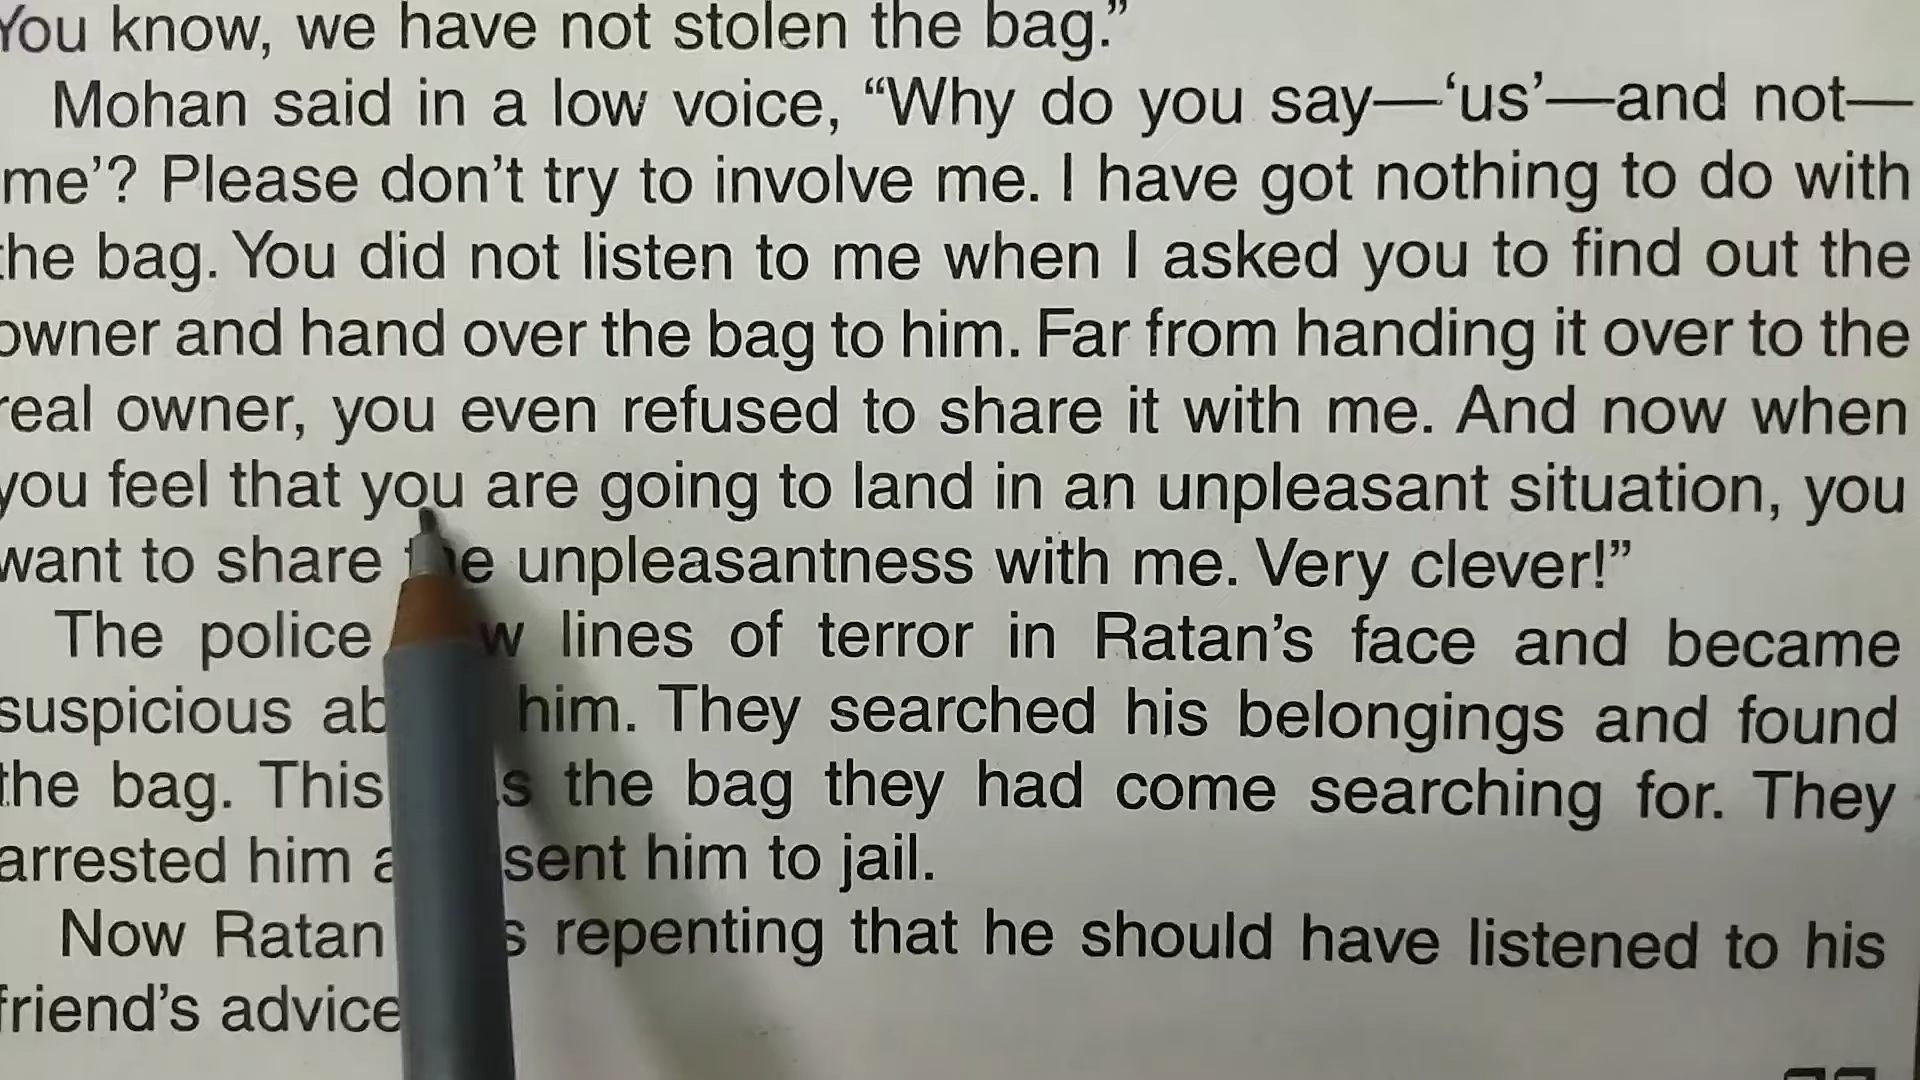 You know, we have not stolen the bag.”
Mohan said in a low voice, “Why do you say—‘us’—and not—
me’? Please don’t try to involve me. I have got nothing to do with
the bag. You did not listen to me when I asked you to find out the
owner and hand over the bag to him. Far from handing it over to the
real owner, you even refused to share it with me. And now when
you feel that you are going to land in an unpleasant situation, you
want to share the unpleasantness with me. Very clever!”
The police lines of terror in Ratan’s face and became
suspicious him. They searched his belongings and found
the bag. This the bag they had come searching for. They
arrested him sent him to jail.
Now Ratan repenting that he should have listened to his
friend’s advice